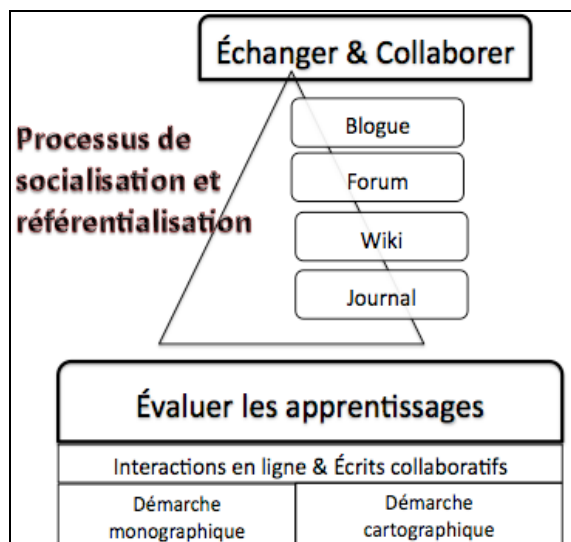 Échanger & Collaborer
Processus de
socialisation et
référentialisation
Blogue
Forum
Wiki
Journal
Évaluer les apprentissages
Interactions en ligne & Écrits collaboratifs
Démarche
monographique
Démarche
cartographique